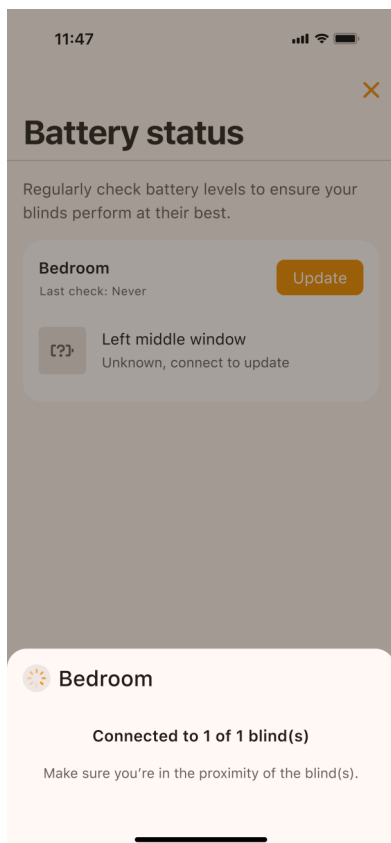 11:47
Battery status
Regularly check battery levels to ensure your
blinds perform at their best.
Bedroom
Update
Last check: Never
[?]
Left middle window
Unknown, connect to update
Bedroom
Connected to 1 of 1 blind(s)
Make sure you're in the proximity of the blind(s).